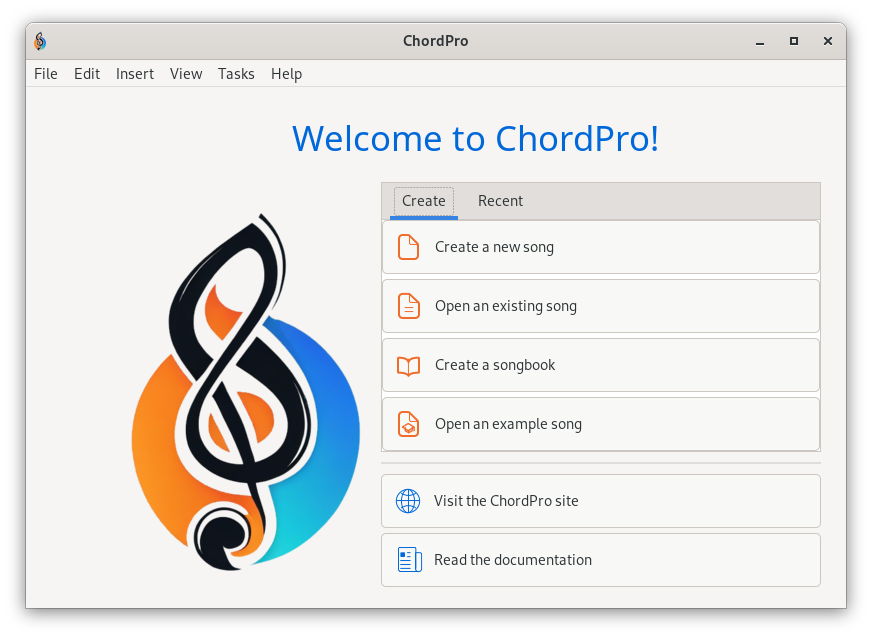 ChordPro
File Edit Insert View Tasks Help
Welcome to ChordPro!
Create Recent
Create a new song
Open an existing song
Create a songbook
Open an example song
Visit the ChordPro site
Read the documentation